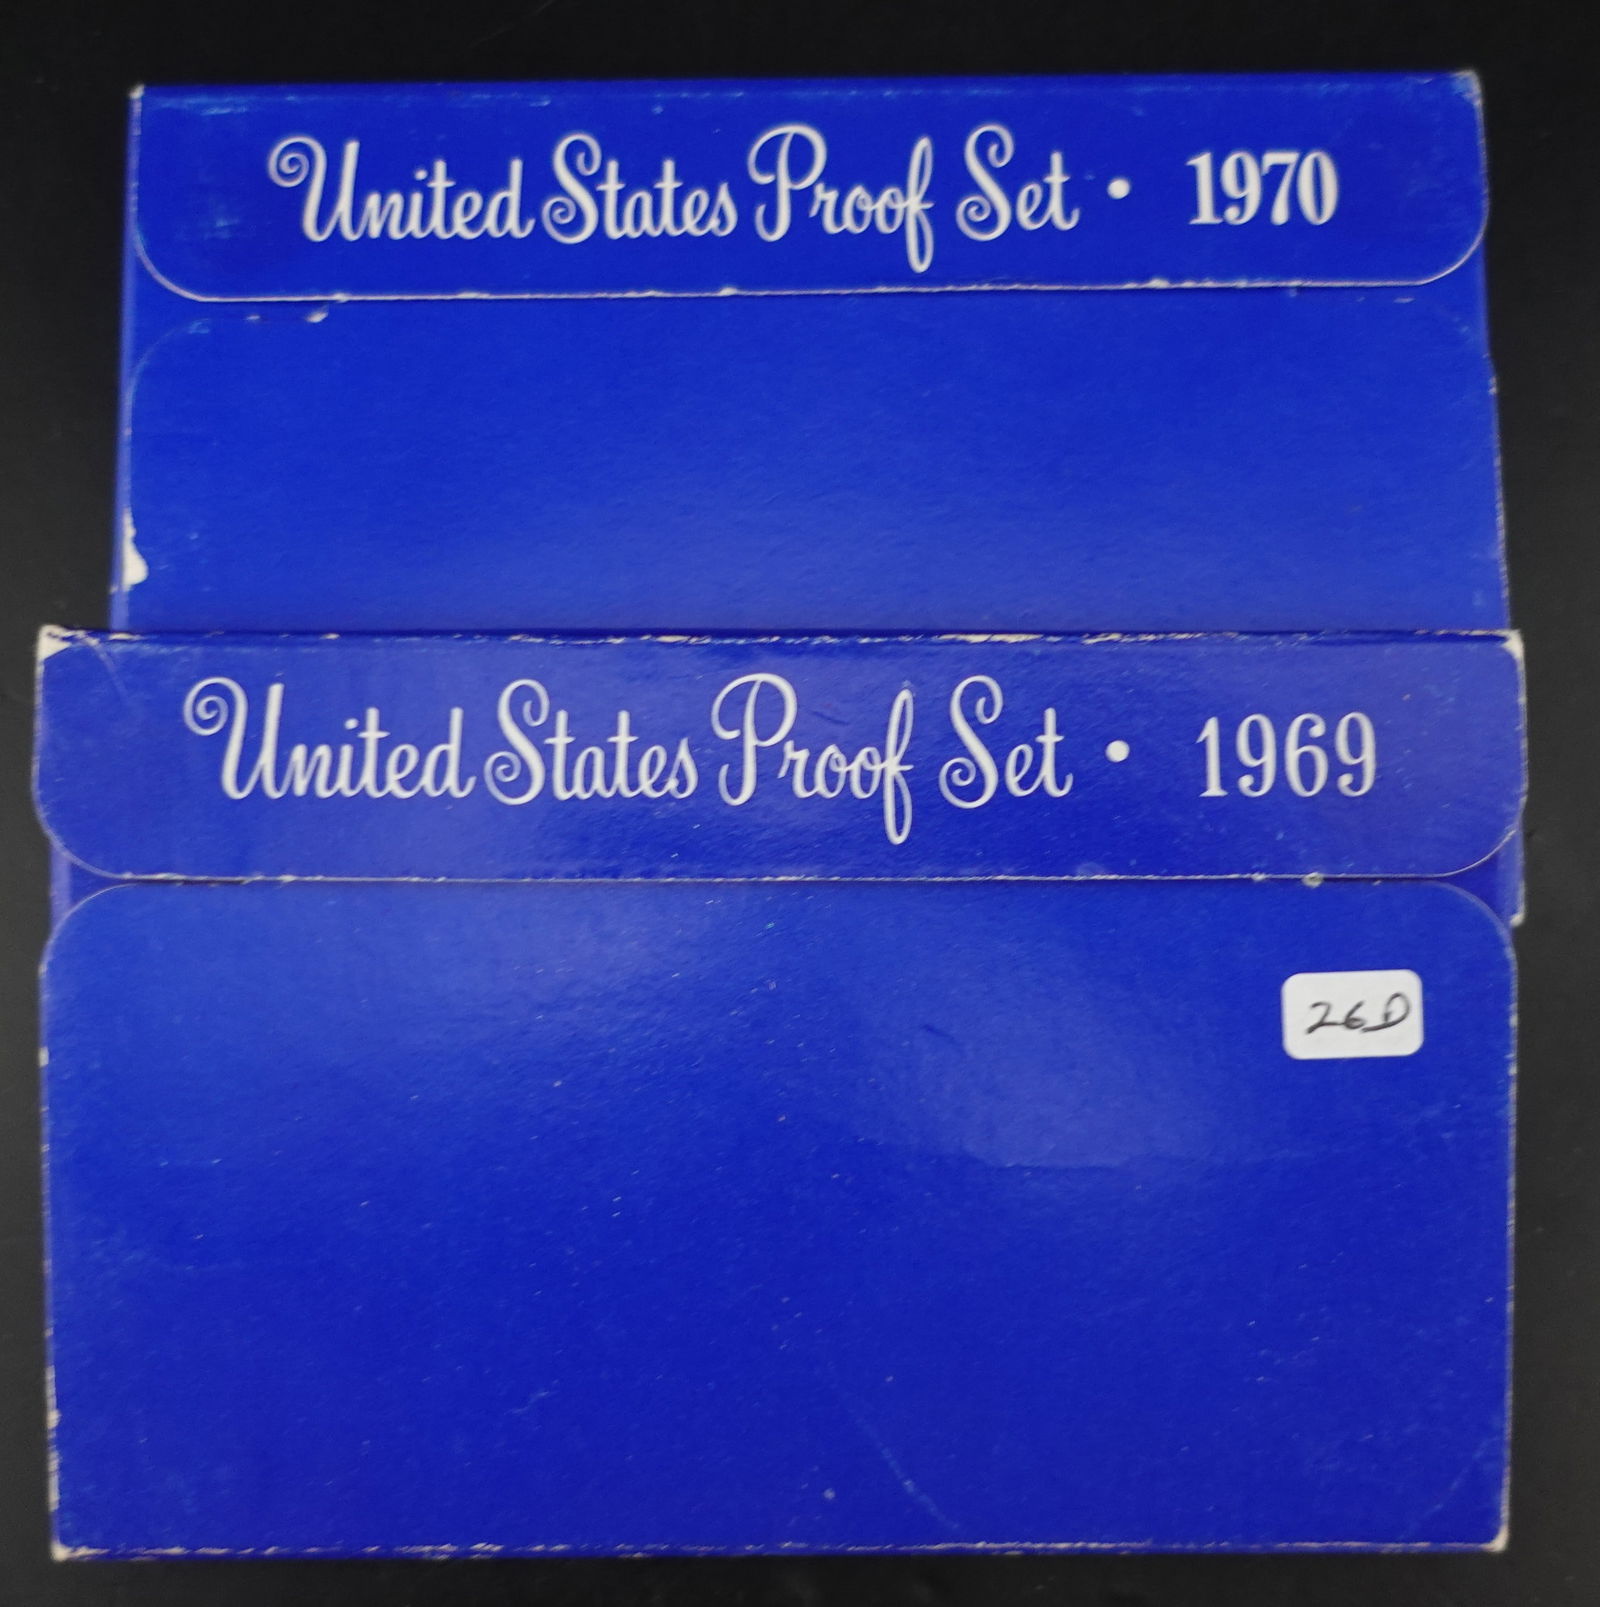 United States Proof Set • 1970
United States Proof Set • 1969
26D